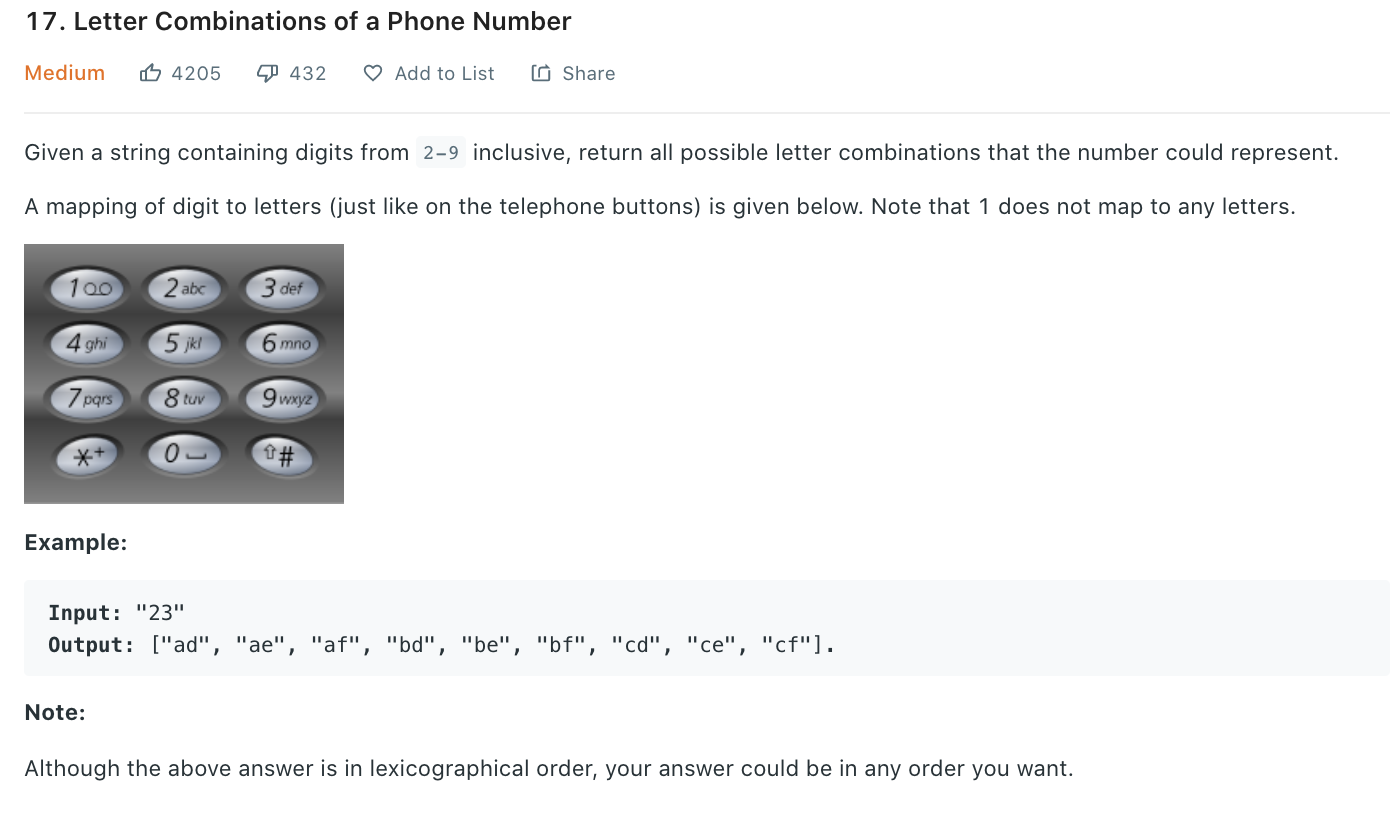 17. Letter Combinations of a Phone Number
Medium 4205 432 Add to List Share
Given a string containing digits from 2-9 inclusive, return all possible letter combinations that the number could represent.
A mapping of digit to letters (just like on the telephone buttons) is given below. Note that 1 does not map to any letters.
1 2 abc 3 def
4 ghi 5 jkl 6 mno
7 pqrs 8 tuv 9 wxyz
*+ 0 #
Example:
Input: "23"
Output: ["ad", "ae", "af", "bd", "be", "bf", "cd", "ce", "cf"].
Note:
Although the above answer is in lexicographical order, your answer could be in any order you want.